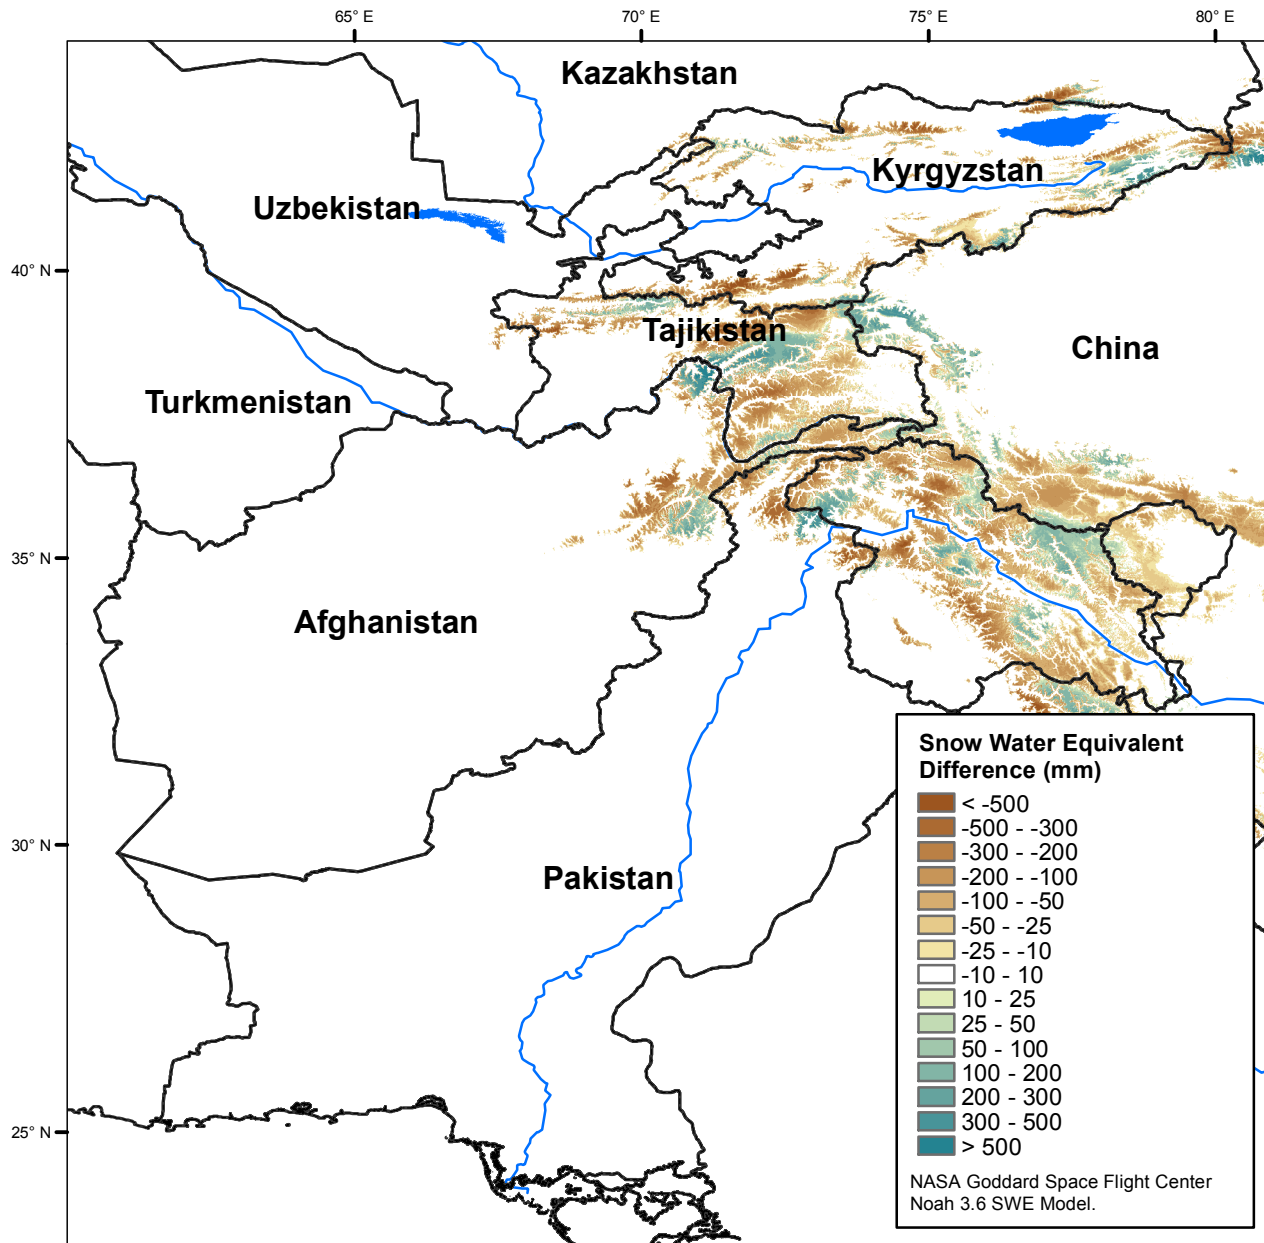 65° E
70° E
75° E
80° E
Kazakhstan
Kyrgyzstan
Uzbekistan
40° N
Tajikistan
China
Turkmenistan
35° N
Afghanistan
Snow Water Equivalent
Difference (mm)
< -500
-500 - -300
-300 - -200
-200 - -100
-100 - -50
-50 - -25
-25 - -10
-10 - 10
10 - 25
25 - 50
50 - 100
100 - 200
200 - 300
300 - 500
> 500
30° N
Pakistan
25° N
NASA Goddard Space Flight Center
Noah 3.6 SWE Model.